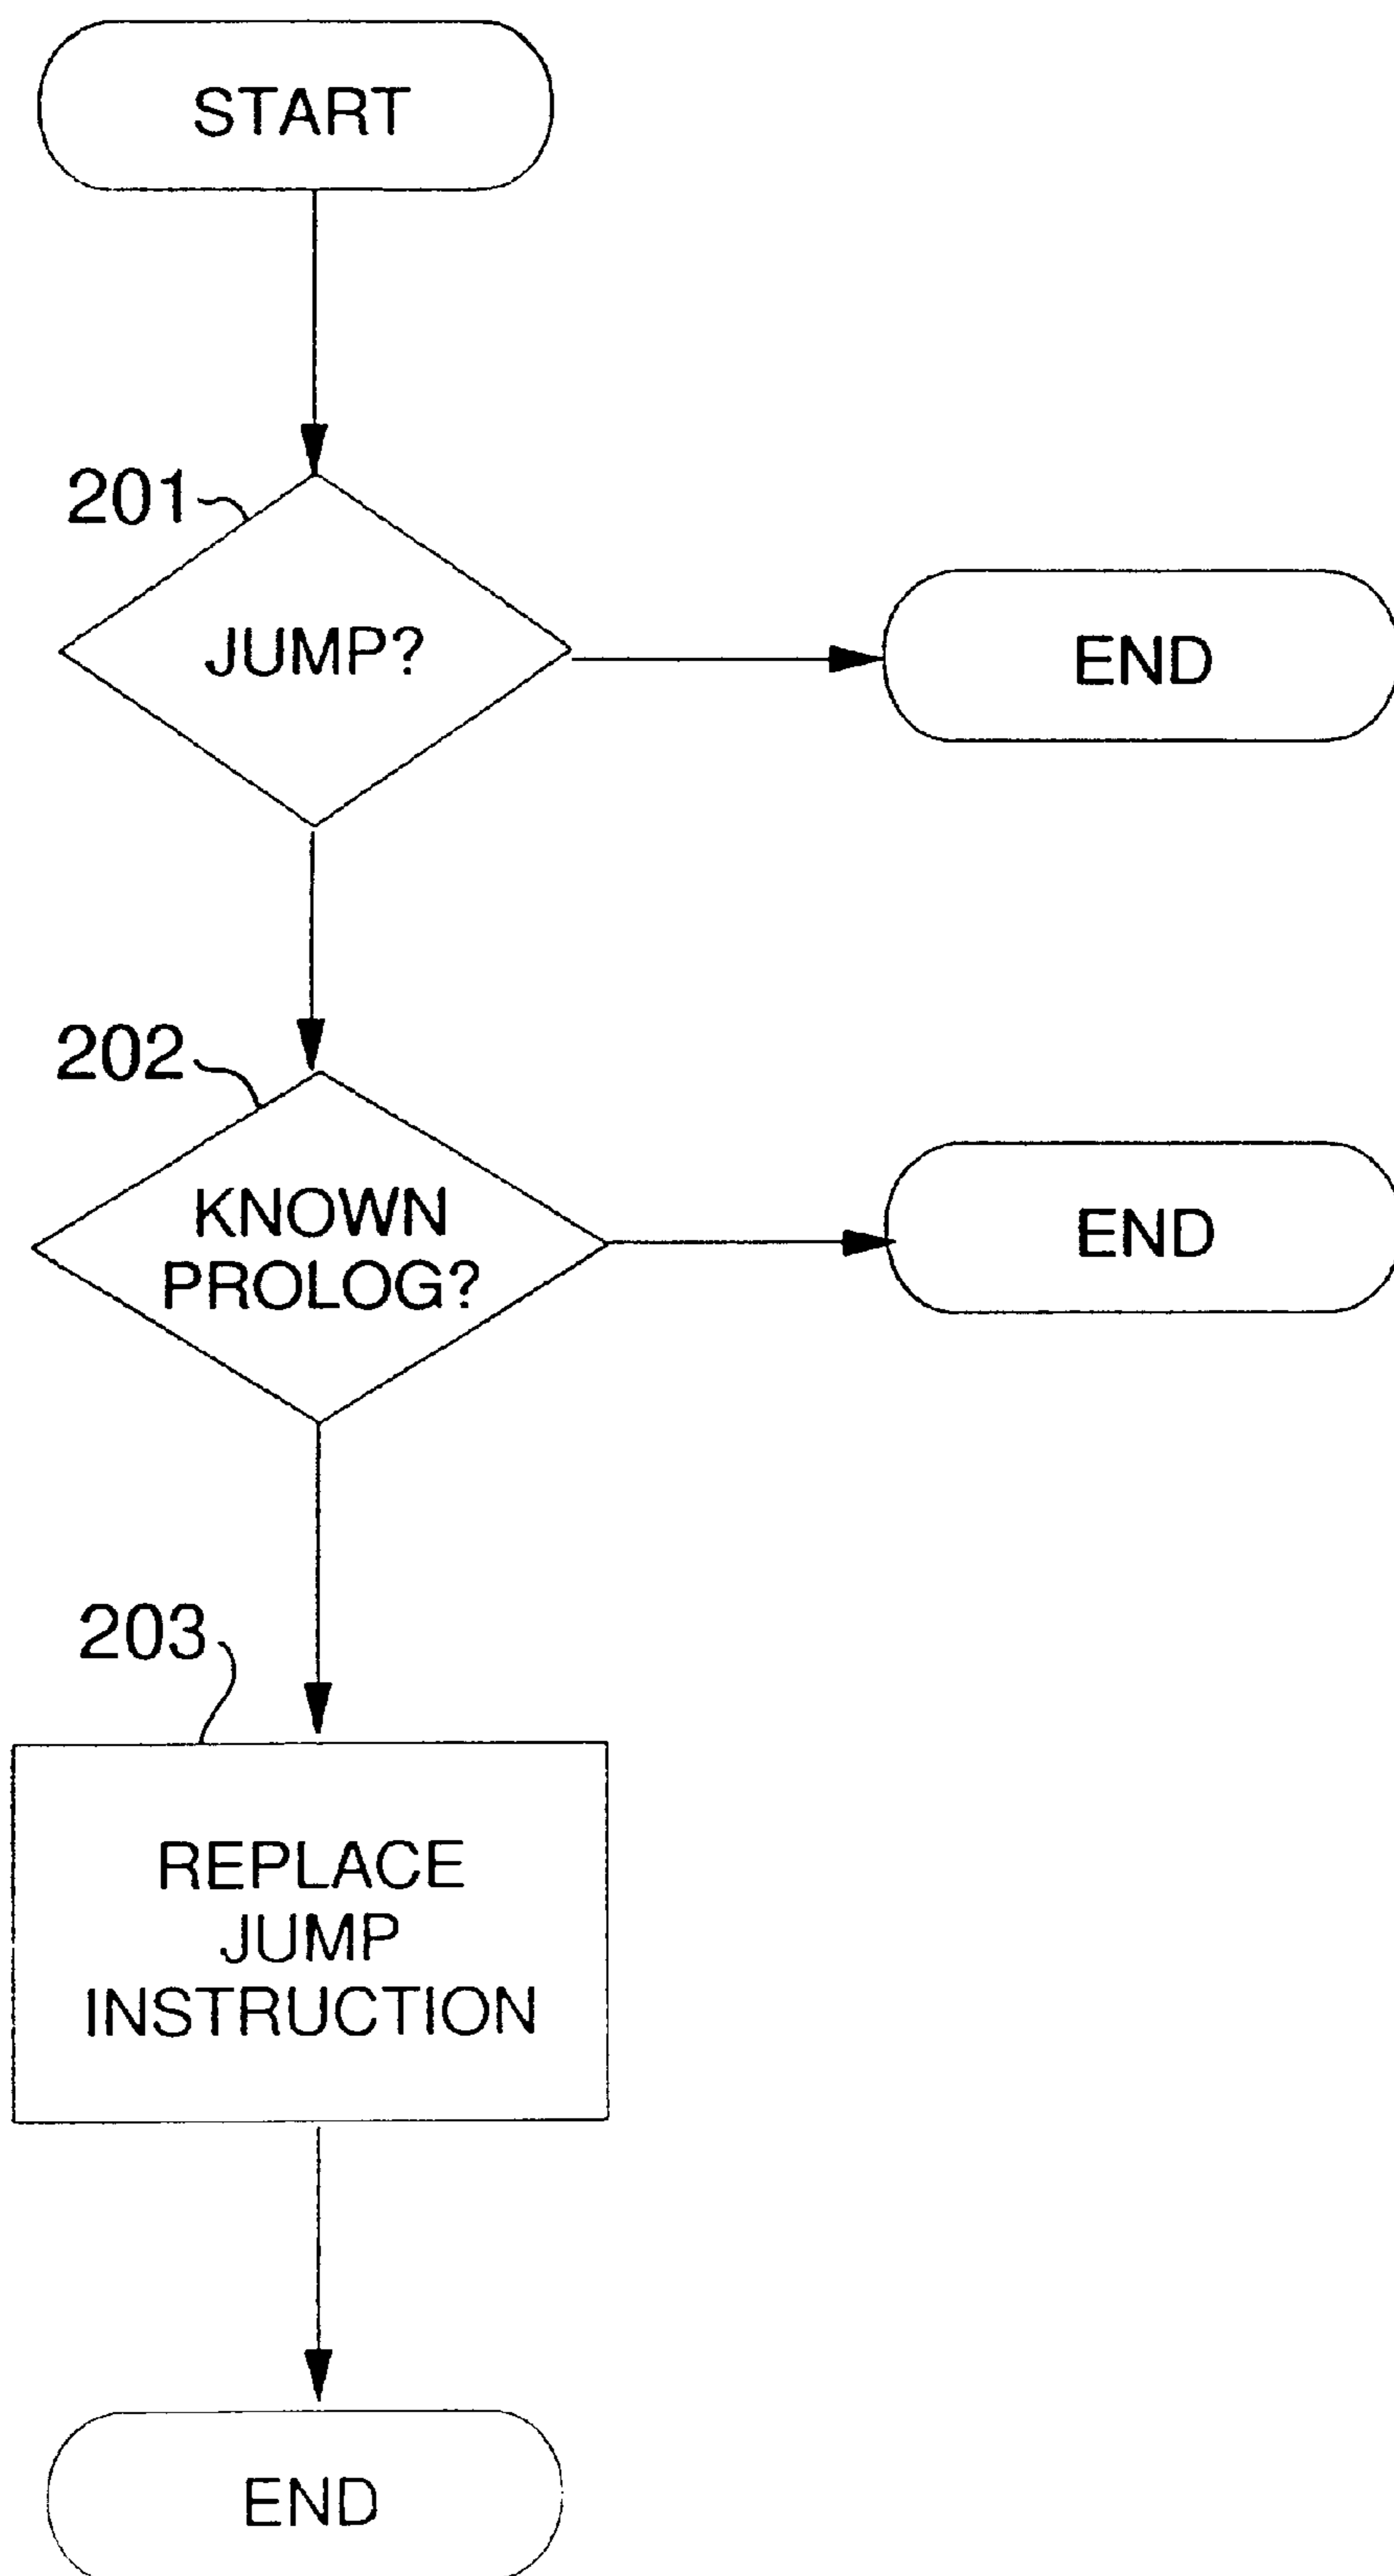 START
201
JUMP?
END
202
KNOWN
PROLOG?
END
203
REPLACE
JUMP
INSTRUCTION
END